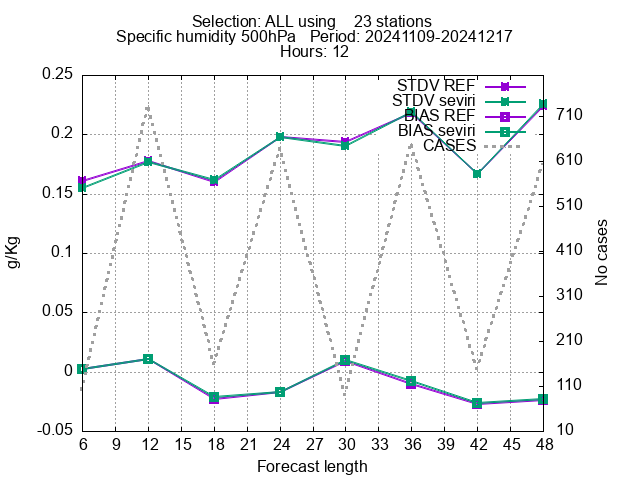 Selection: ALL using 23 stations
Specific humidity 500hPa Period: 20241109-20241217
Hours: 12
STDV REF
STDV seviri
BIAS REF
BIAS seviri
CASES
0.25
0.2
0.15
0.1
0.05
0
-0.05
g/Kg
710
610
510
410
310
210
110
10
No cases
6 9 12 15 18 21 24 27 30 33 36 39 42 45 48
Forecast length